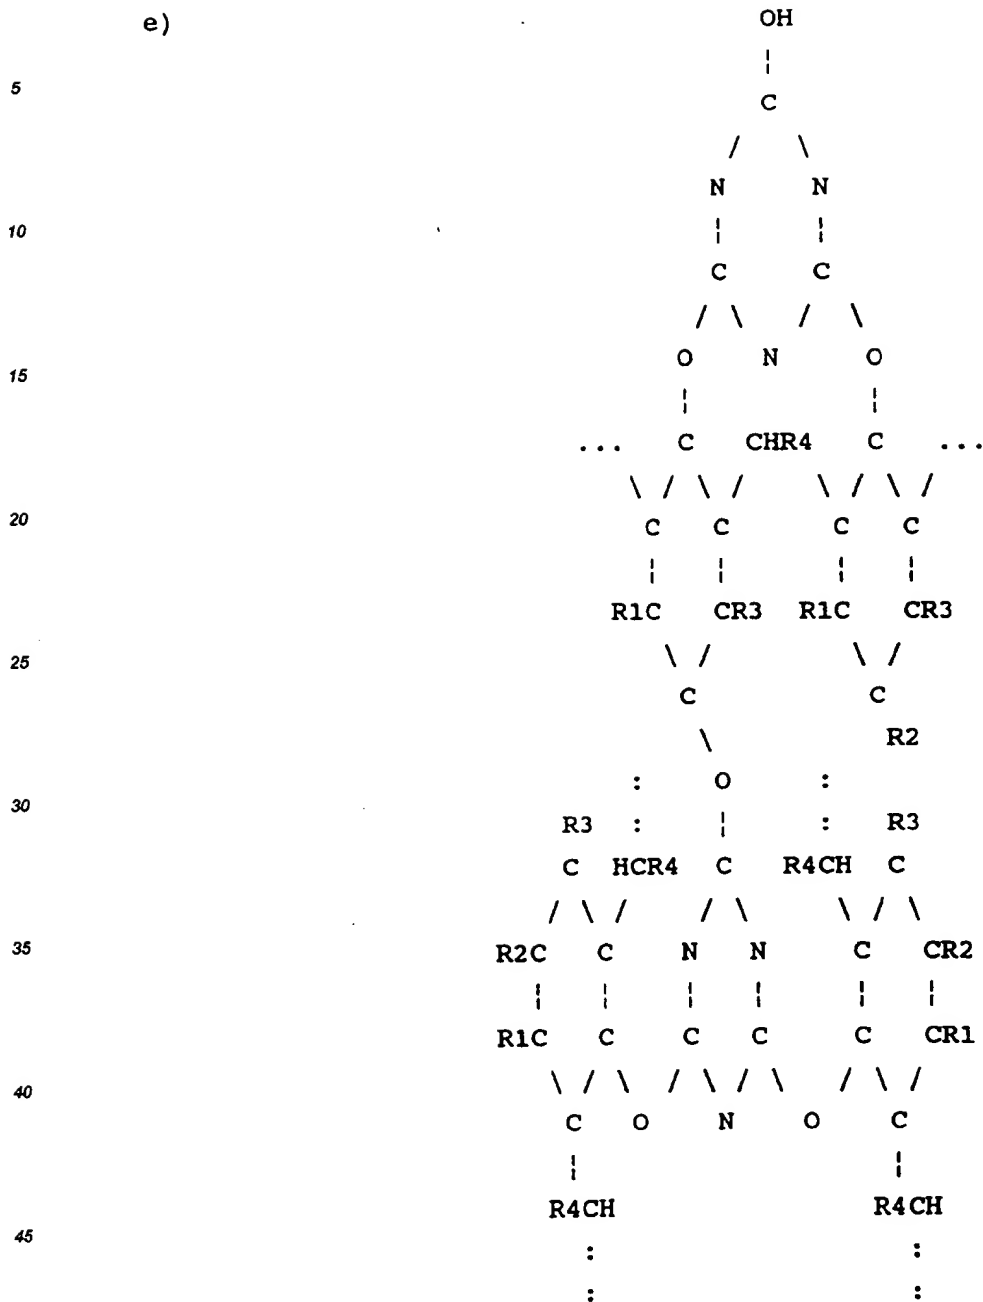 e) OH
¦
5
C
/ \
N N
10 ¦ ¦
C C
/ \ / \
O N O
15
¦ ¦
... C CHR4 C ...
\ / \ / \ / \ /
20 C C C C
¦ ¦ ¦ ¦
R1C CR3 R1C CR3
25 \ / \ /
C C
\ R2
: O :
30
R3 : ¦ : R3
C HCR4 C R4CH C
/ \ / / \ \ / \
35 R2C C N N C CR2
¦ ¦ ¦ ¦ ¦ ¦
R1C C C C C CR1
40 \ / \ / \ / \ / \ /
C O N O C
¦ ¦
R4CH R4CH
45
: :
: :